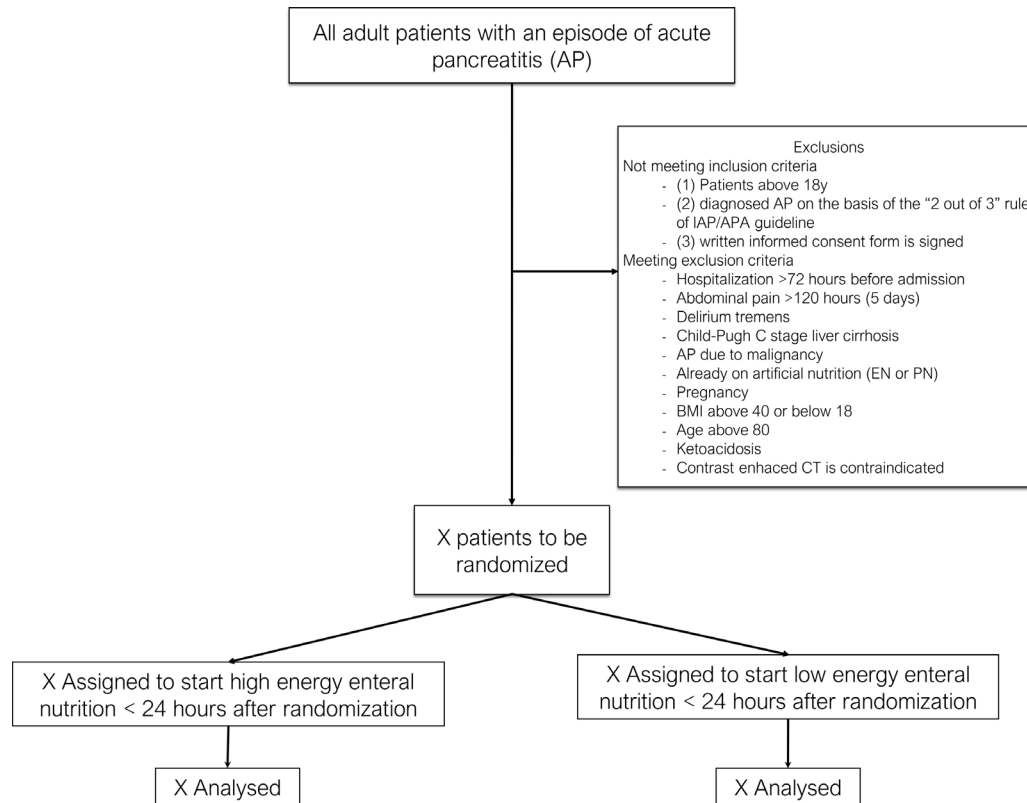 All adult patients with an episode of acute
pancreatitis (AP)
Exclusions
Not meeting inclusion criteria
- (1) Patients above 18y
- (2) diagnosed AP on the basis of the “2 out of 3” rule
of IAP/APA guideline
- (3) written informed consent form is signed
Meeting exclusion criteria
- Hospitalization >72 hours before admission
- Abdominal pain >120 hours (5 days)
- Delirium tremens
- Child-Pugh C stage liver cirrhosis
- AP due to malignancy
- Already on artificial nutrition (EN or PN)
- Pregnancy
- BMI above 40 or below 18
- Age above 80
- Ketoacidosis
- Contrast enhaced CT is contraindicated
X patients to be
randomized
X Assigned to start high energy enteral
nutrition < 24 hours after randomization
X Assigned to start low energy enteral
nutrition < 24 hours after randomization
X Analysed
X Analysed